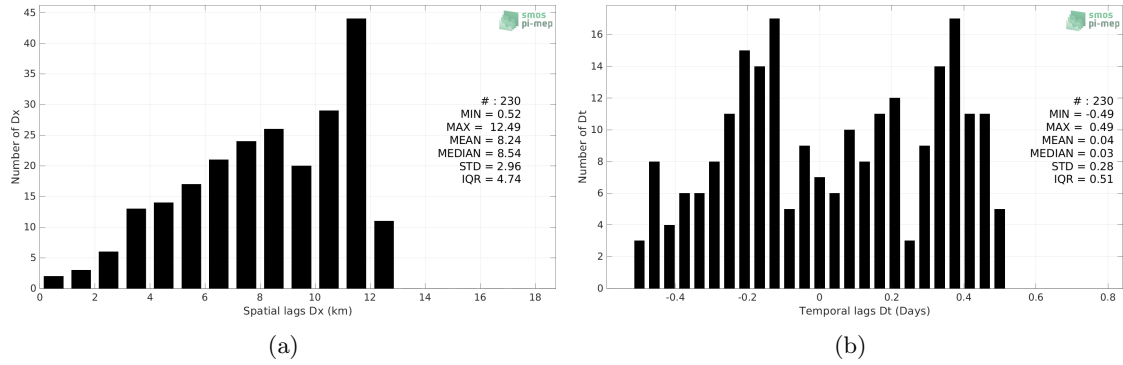 smos
pi-mep
45
40
35
30
25
20
15
10
5
0
Number of Dx
# : 230
MIN = 0.52
MAX = 12.49
MEAN = 8.24
MEDIAN = 8.54
STD = 2.96
IQR = 4.74
0 2 4 6 8 10 12 14 16 18
Spatial lags Dx (km)
(a)
smos
pi-mep
16
14
12
10
8
6
4
2
0
Number of Dt
# : 230
MIN = -0.49
MAX = 0.49
MEAN = 0.04
MEDIAN = 0.03
STD = 0.28
IQR = 0.51
-0.4 -0.2 0 0.2 0.4 0.6 0.8
Temporal lags Dt (Days)
(b)